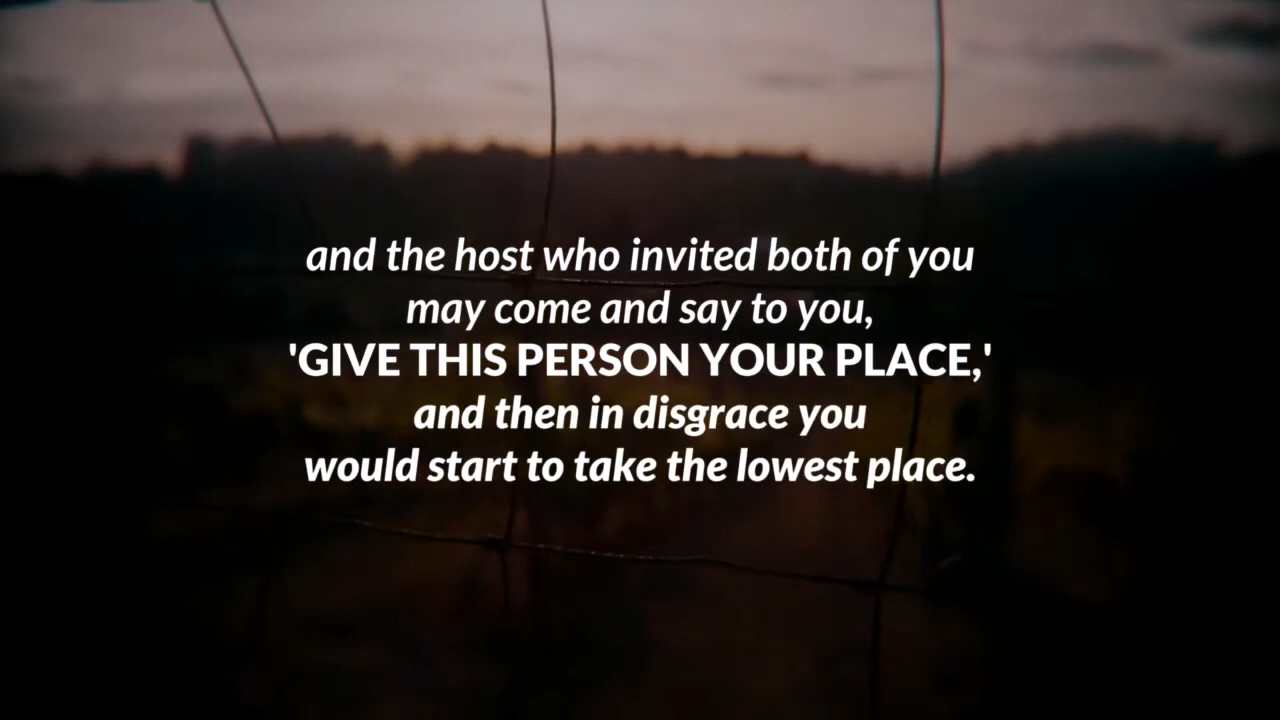 and the host who invited both of you
may come and say to you,
'GIVE THIS PERSON YOUR PLACE,'
and then in disgrace you
would start to take the lowest place.